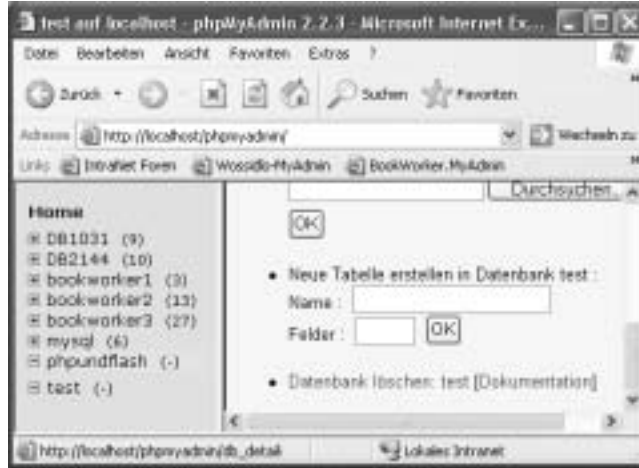 test auf localhost - phpMyAdmin 2.2.3 - Microsoft Internet Ex...
Datei Bearbeiten Ansicht Favoriten Extras ?
Zurück Suchen Favoriten
Adresse http://localhost/phpmyadmin/ Wechseln zu
Links Intranet Foren Wossidlo-MyAdmin BookWorker.MyAdmin
Durchsuchen..
Home
OK
DB1031 (9)
DB2144 (10)
bookworker1 (3)
bookworker2 (13)
bookworker3 (27)
mysql (6)
phpundflash (-)
test (-)
Neue Tabelle erstellen in Datenbank test :
Name :
Felder : OK
Datenbank löschen: test [Dokumentation]
http://localhost/phpmyadmin/db_detail Lokales Intranet